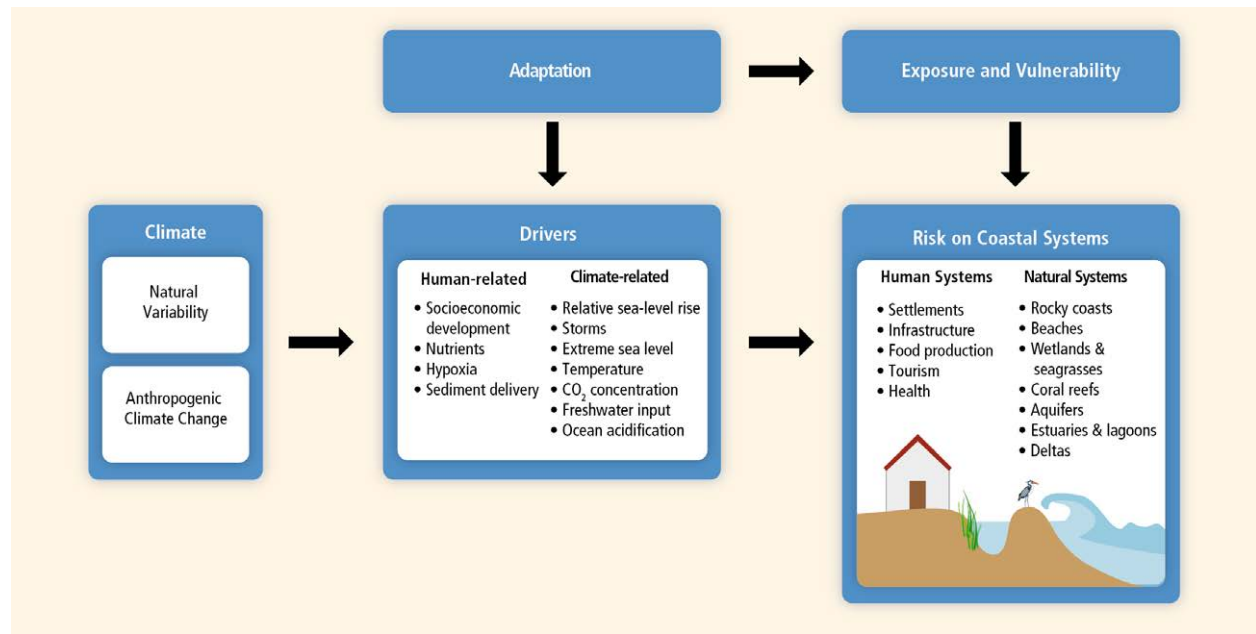 Adaptation
Exposure and Vulnerability
Climate
Natural
Variability
Anthropogenic
Climate Change
Drivers
Human-related
• Socioeconomic
development
• Nutrients
• Hypoxia
• Sediment delivery
Climate-related
• Relative sea-level rise
• Storms
• Extreme sea level
• Temperature
• CO₂ concentration
• Freshwater input
• Ocean acidification
Risk on Coastal Systems
Human Systems
• Settlements
• Infrastructure
• Food production
• Tourism
• Health
Natural Systems
• Rocky coasts
• Beaches
• Wetlands &
seagrasses
• Coral reefs
• Aquifers
• Estuaries & lagoons
• Deltas